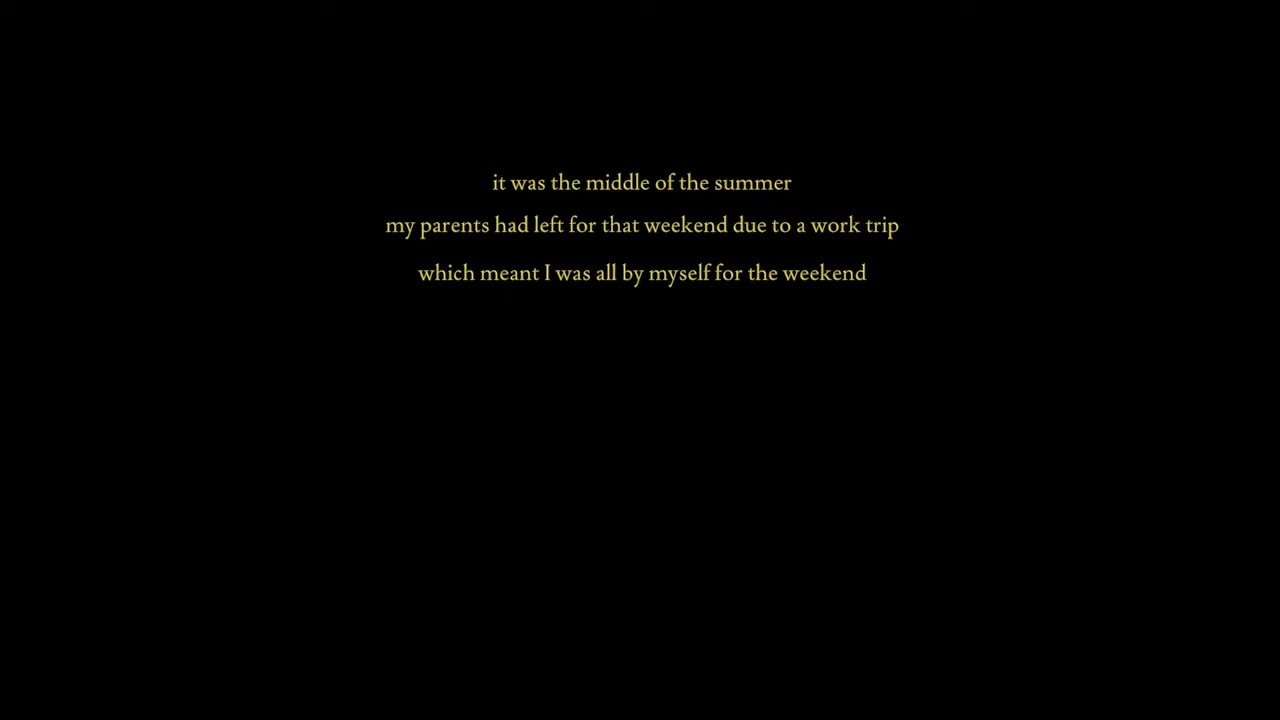 it was the middle of the summer
my parents had left for that weekend due to a work trip
which meant I was all by myself for the weekend